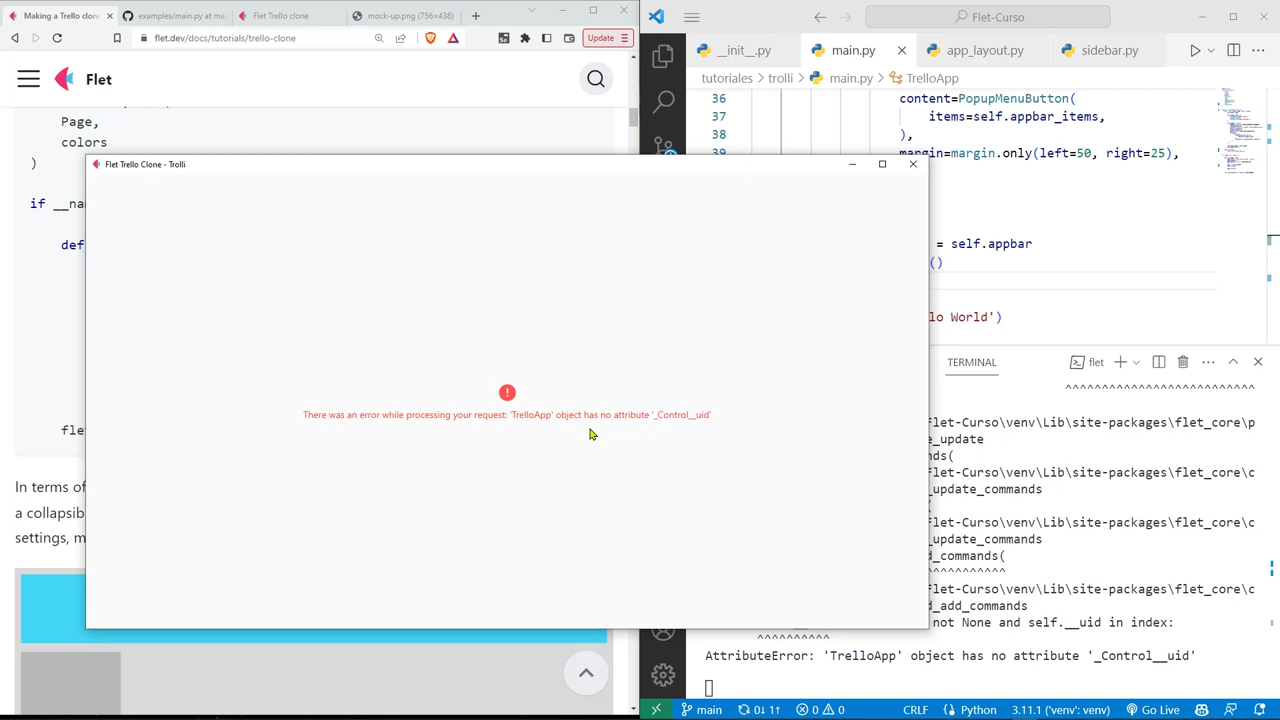 Making a Trello clone
examples/main.py at ma
Flet Trello clone
mock-up.png (756×438)
flet.dev/docs/tutorials/trello-clone
Update
Flet
Page,
colors
)
if __nam
def
fle
In terms of
a collapsib
settings, m
Flet Trello Clone - Trolli
There was an error while processing your request: 'TrelloApp' object has no attribute '_Control__uid'
Flet-Curso
__init__.py
main.py
app_layout.py
sidebar.py
tutoriales > trolli > main.py > TrelloApp
36 content=PopupMenuButton(
37 items=self.appbar_items,
38 ),
39 margin=margin.only(left=50, right=25),
= self.appbar
()
lo World')
TERMINAL
flet
^^^^^^^^^^^^^^^^^^^^^^^^^
Flet-Curso\venv\Lib\site-packages\flet_core\p
e_update
nds(
Flet-Curso\venv\Lib\site-packages\flet_core\c
_update_commands
(
Flet-Curso\venv\Lib\site-packages\flet_core\c
_update_commands
d_commands(
^^^^^^^^^^^
Flet-Curso\venv\Lib\site-packages\flet_core\c
d_add_commands
not None and self.__uid in index:
^^^^^^^^^^
AttributeError: 'TrelloApp' object has no attribute '_Control__uid'
main
0↓ 1↑
0 0
CRLF
Python
3.11.1 ('venv': venv)
Go Live